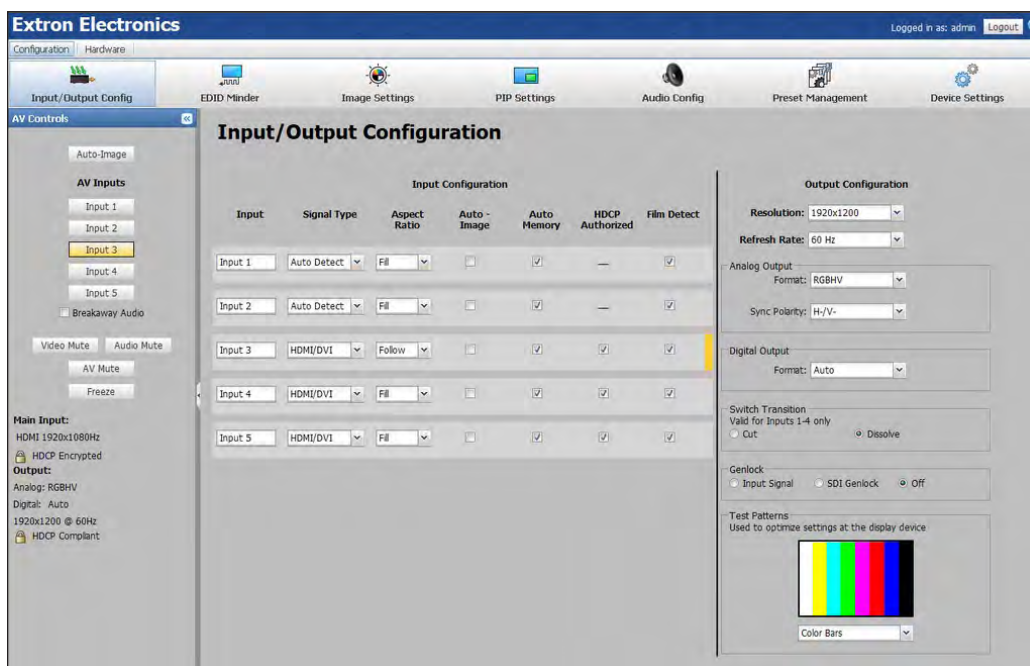 Extron Electronics
Logged in as: admin Logout
Configuration Hardware
Input/Output Config EDID Minder Image Settings PIP Settings Audio Config Preset Management Device Settings
AV Controls
Auto-Image
AV Inputs
Input 1
Input 2
Input 3
Input 4
Input 5
Breakaway Audio
Video Mute Audio Mute
AV Mute
Freeze
Main Input:
HDMI 1920x1080Hz
HDCP Encrypted
Output:
Analog: RGBHV
Digital: Auto
1920x1200 @ 60Hz
HDCP Compliant
Input/Output Configuration
Input Configuration
Input Signal Type Aspect Ratio Auto - Image Auto Memory HDCP Authorized Film Detect
Input 1 Auto Detect Fill —
Input 2 Auto Detect Fill —
Input 3 HDMI/DVI Follow
Input 4 HDMI/DVI Fill
Input 5 HDMI/DVI Fill
Output Configuration
Resolution: 1920x1200
Refresh Rate: 60 Hz
Analog Output
Format: RGBHV
Sync Polarity: H-/V-
Digital Output
Format: Auto
Switch Transition
Valid for Inputs 1-4 only
Cut Dissolve
Genlock
Input Signal SDI Genlock Off
Test Patterns
Used to optimize settings at the display device
Color Bars